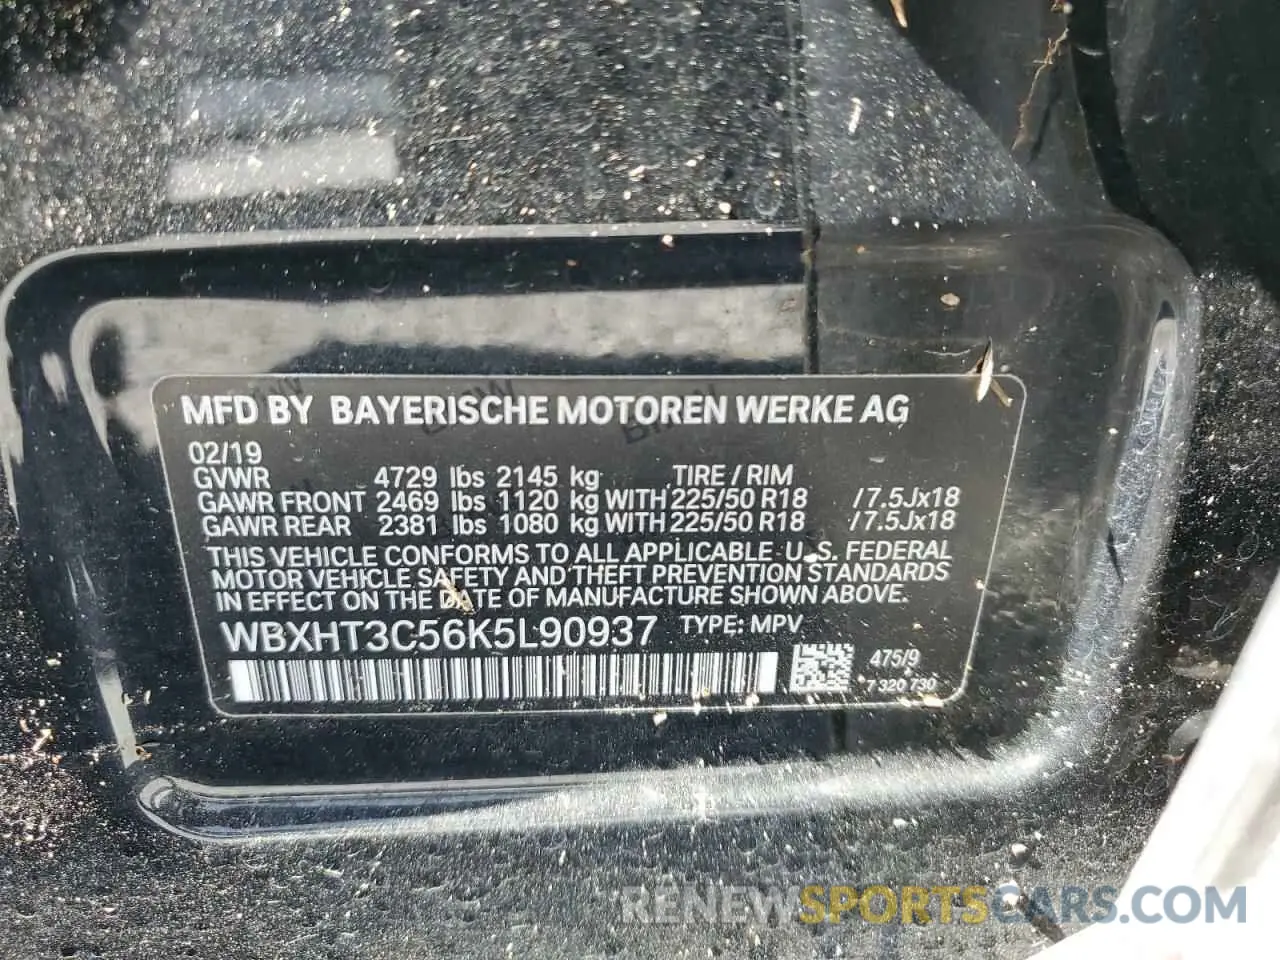 MFD BY BAYERISCHE MOTOREN WERKE AG
02/19
GVWR 4729 lbs 2145 kg TIRE / RIM
GAWR FRONT 2469 lbs 1120 kg WITH 225/50 R18 /7.5Jx18
GAWR REAR 2381 lbs 1080 kg WITH 225/50 R18 /7.5Jx18
THIS VEHICLE CONFORMS TO ALL APPLICABLE U.S. FEDERAL
MOTOR VEHICLE SAFETY AND THEFT PREVENTION STANDARDS
IN EFFECT ON THE DATE OF MANUFACTURE SHOWN ABOVE.
WBXHT3C56K5L90937 TYPE: MPV
475/9
7 320 730
RENEWSPORTSCARS.COM